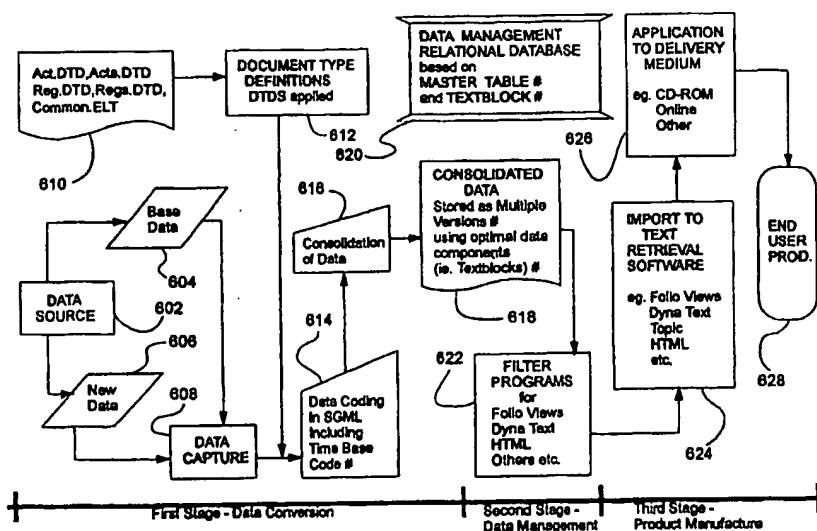 Act.DTD,Acts.DTD
Reg.DTD,Regs.DTD,
Common.ELT
610
DOCUMENT TYPE
DEFINITIONS
DTDS applied
612
DATA MANAGEMENT
RELATIONAL DATABASE
based on
MASTER TABLE #
and TEXTBLOCK #
620
APPLICATION
TO DELIVERY
MEDIUM
eg. CD-ROM
Online
Other
626
Base
Data
604
DATA
SOURCE
602
606
New
Data
608
DATA
CAPTURE
616
Consolidation
of Data
614
Data Coding
In SGML
Including
Time Base
Code #
CONSOLIDATED
DATA
Stored as Multiple
Versions #
using optimal data
components
(ie. Textblocks) #
618
622
FILTER
PROGRAMS
for
Folio Views
Dyna Text
HTML
Others etc.
IMPORT TO
TEXT
RETRIEVAL
SOFTWARE
eg. Folio Views
Dyna Text
Topic
HTML
etc.
624
END
USER
PROD.
628
First Stage - Data Conversion
Second Stage -
Data Management
Third Stage -
Product Manufacture